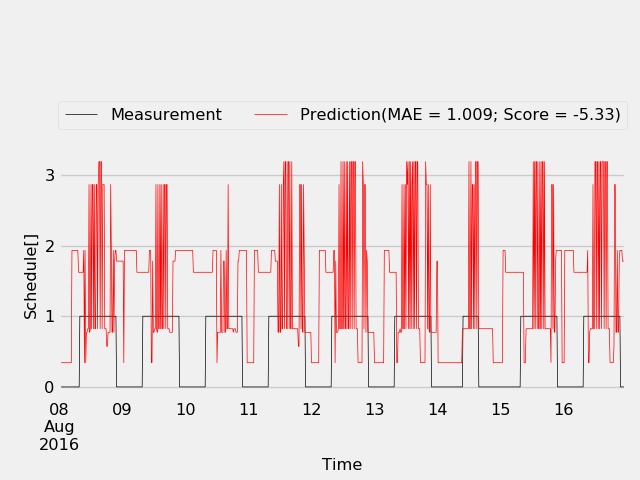 Measurement Prediction(MAE = 1.009; Score = -5.33)
3
2
1
0
Schedule[]
08 09 10 11 12 13 14 15 16
Aug
2016
Time